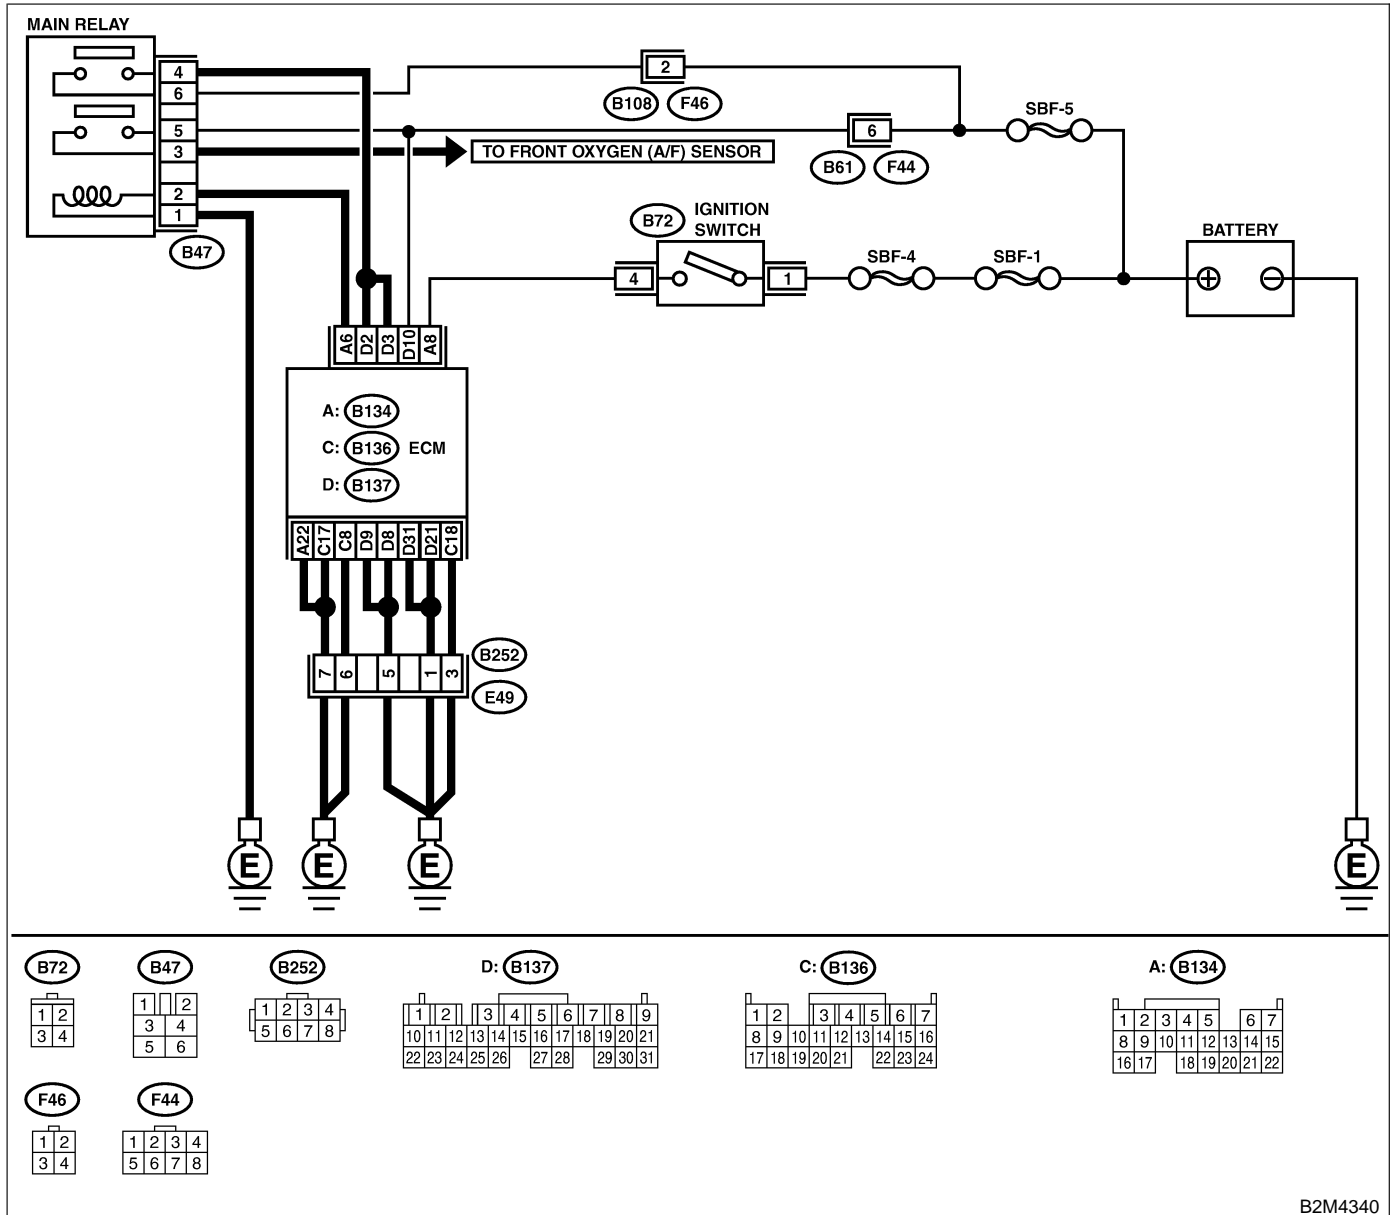 MAIN RELAY
4
6
5
3
2
1
B47
2
B108 F46
SBF-5
6
B61 F44
TO FRONT OXYGEN (A/F) SENSOR
B72
IGNITION
SWITCH
4
1
SBF-4
SBF-1
BATTERY
+ −
A6 D2 D3 D10 A8
A: B134
C: B136 ECM
D: B137
A22 C17 C8 D9 D8 D31 D21 C18
7 6 5 1 3
B252
E49
E E E E
B72
1 2
3 4
B47
1 2
3 4
5 6
B252
1 2 3 4
5 6 7 8
D: B137
1 2 3 4 5 6 7 8 9
10 11 12 13 14 15 16 17 18 19 20 21
22 23 24 25 26 27 28 29 30 31
C: B136
1 2 3 4 5 6 7
8 9 10 11 12 13 14 15 16
17 18 19 20 21 22 23 24
A: B134
1 2 3 4 5 6 7
8 9 10 11 12 13 14 15
16 17 18 19 20 21 22
F46
1 2
3 4
F44
1 2 3 4
5 6 7 8
B2M4340